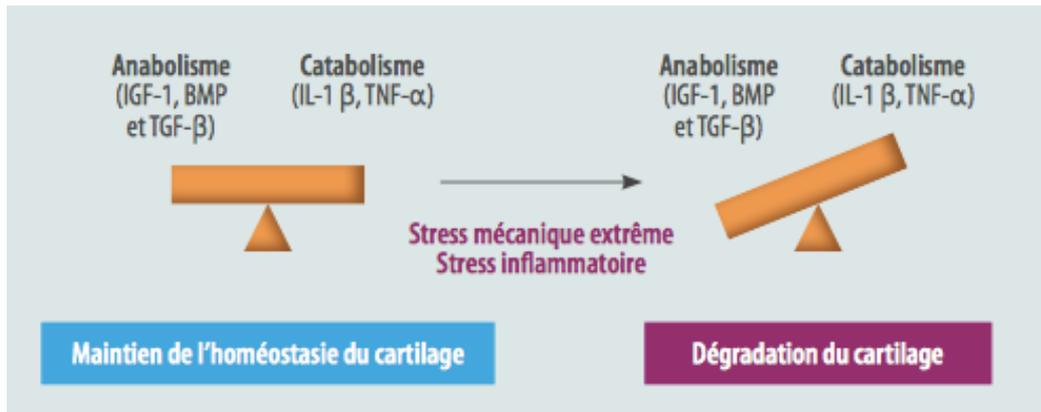 Anabolisme
(IGF-1, BMP
et TGF-β)
Catabolisme
(IL-1 β, TNF-α)
Stress mécanique extrême
Stress inflammatoire
Anabolisme
(IGF-1, BMP
et TGF-β)
Catabolisme
(IL-1 β, TNF-α)
Maintien de l’homéostasie du cartilage
Dégradation du cartilage